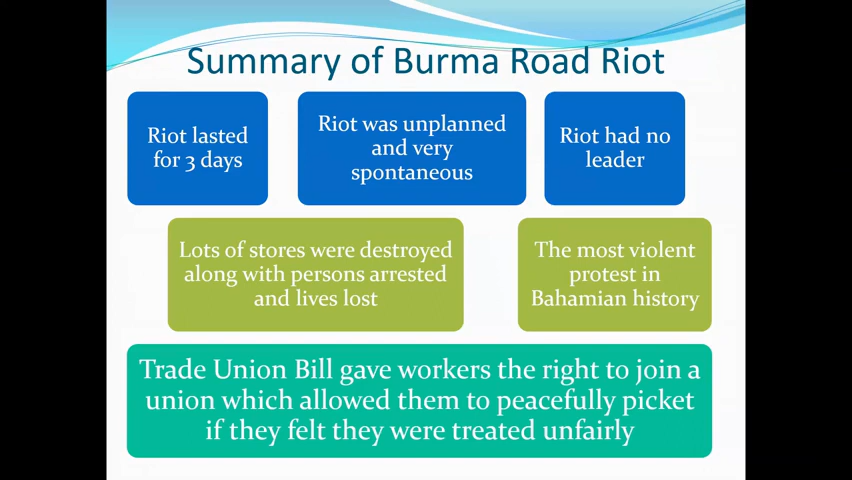 Summary of Burma Road Riot
Riot lasted
for 3 days
Riot was unplanned
and very
spontaneous
Riot had no
leader
Lots of stores were destroyed
along with persons arrested
and lives lost
The most violent
protest in
Bahamian history
Trade Union Bill gave workers the right to join a
union which allowed them to peacefully picket
if they felt they were treated unfairly